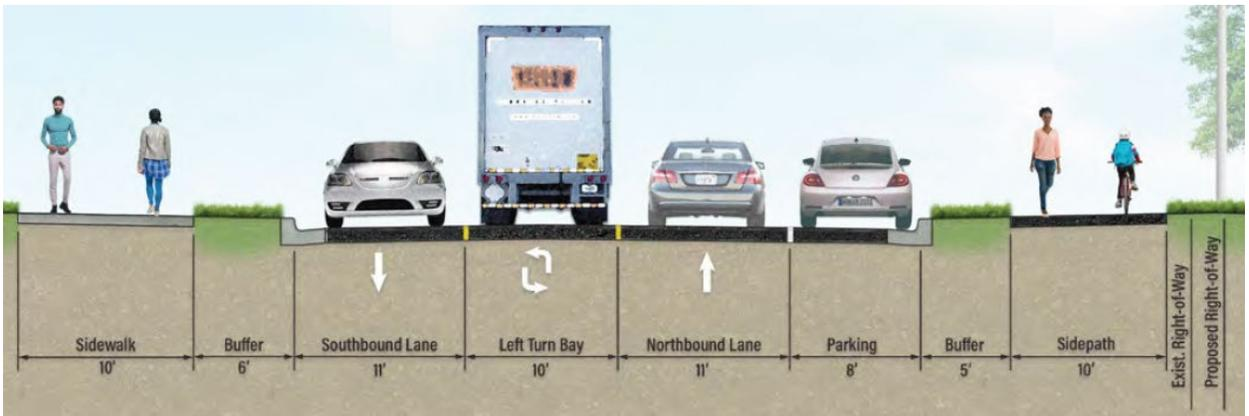 Sidewalk
10'
Buffer
6'
Southbound Lane
11'
Left Turn Bay
10'
Northbound Lane
11'
Parking
8'
Buffer
5'
Sidepath
10'
Exist. Right-of-Way
Proposed Right-of-Way